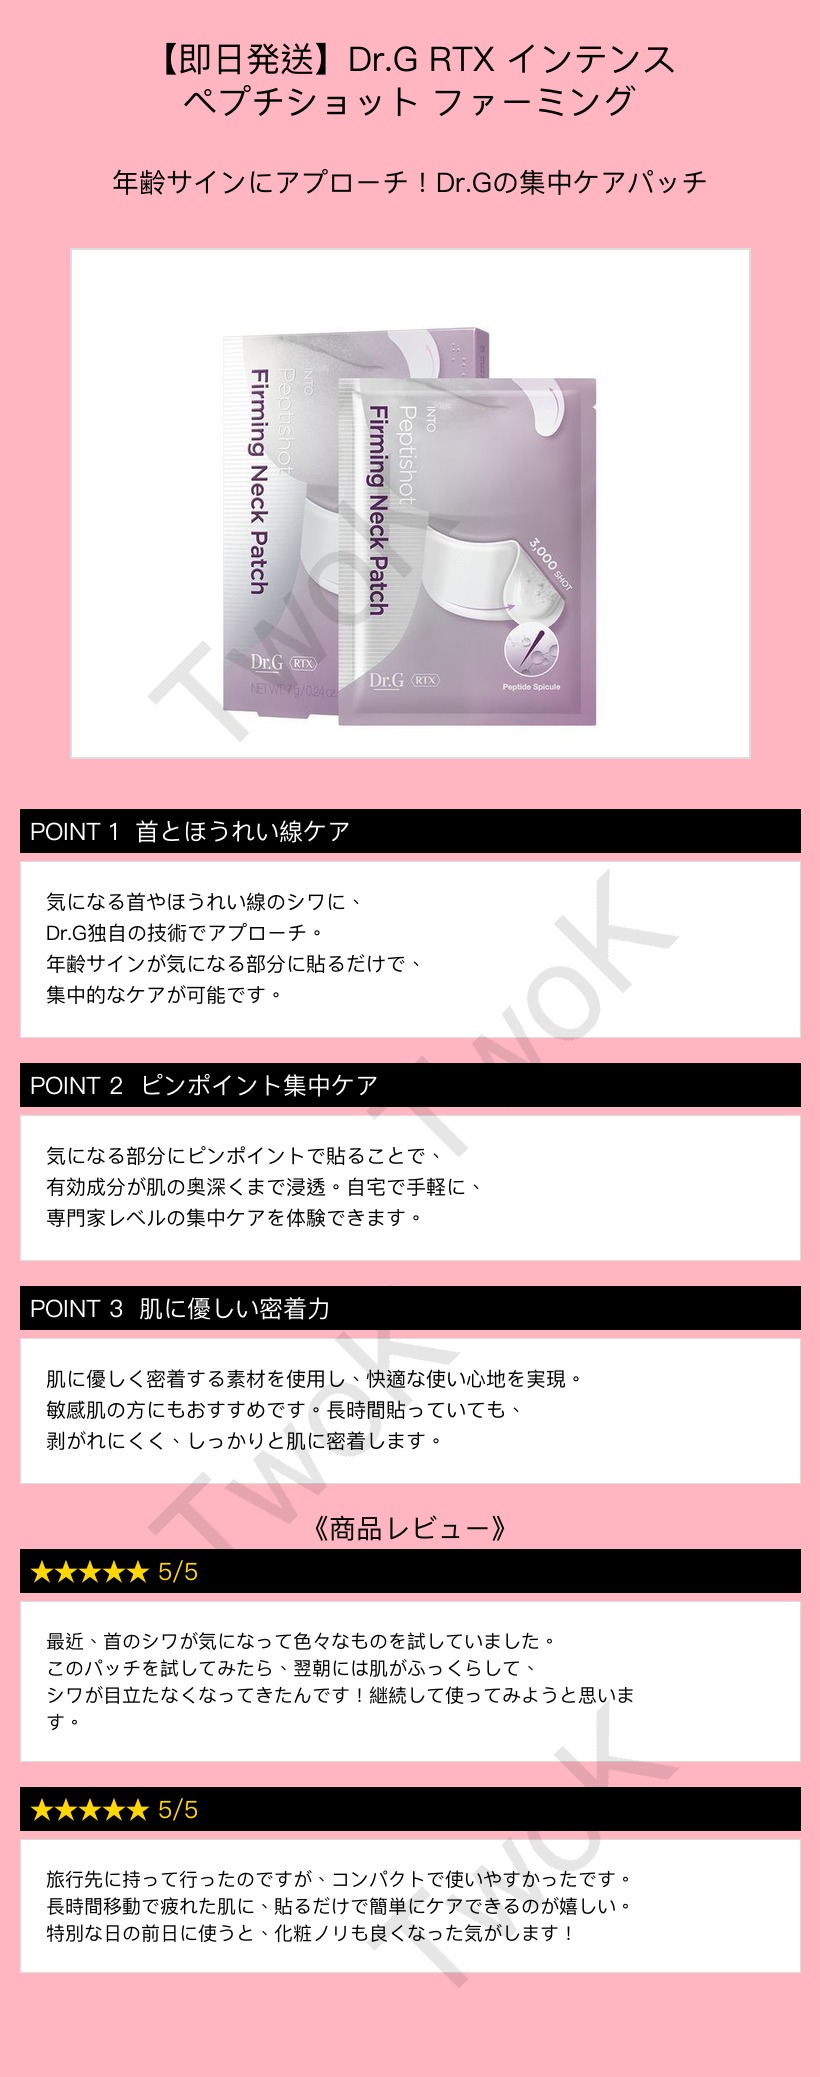 【即日発送】Dr.G RTX インテンス
ペプチショット ファーミング
年齢サインにアプローチ！Dr.Gの集中ケアパッチ
INTO
Peptishot
Firming Neck Patch
Dr.G RTX
NET WT. 7 g / 0.24 oz.
INTO
Peptishot
Firming Neck Patch
3,000 SHOT
Peptide Spicule
Dr.G RTX
TwoK
POINT 1 首とほうれい線ケア
気になる首やほうれい線のシワに、
Dr.G独自の技術でアプローチ。
年齢サインが気になる部分に貼るだけで、
集中的なケアが可能です。
TwoK
POINT 2 ピンポイント集中ケア
気になる部分にピンポイントで貼ることで、
有効成分が肌の奥深くまで浸透。自宅で手軽に、
専門家レベルの集中ケアを体験できます。
POINT 3 肌に優しい密着力
肌に優しく密着する素材を使用し、快適な使い心地を実現。
敏感肌の方にもおすすめです。長時間貼っていても、
剥がれにくく、しっかりと肌に密着します。
TwoK
《商品レビュー》
★★★★★ 5/5
最近、首のシワが気になって色々なものを試していました。
このパッチを試してみたら、翌朝には肌がふっくらして、
シワが目立たなくなってきたんです！継続して使ってみようと思いま
す。
★★★★★ 5/5
旅行先に持って行ったのですが、コンパクトで使いやすかったです。
長時間移動で疲れた肌に、貼るだけで簡単にケアできるのが嬉しい。
特別な日の前日に使うと、化粧ノリも良くなった気がします！
TwoK